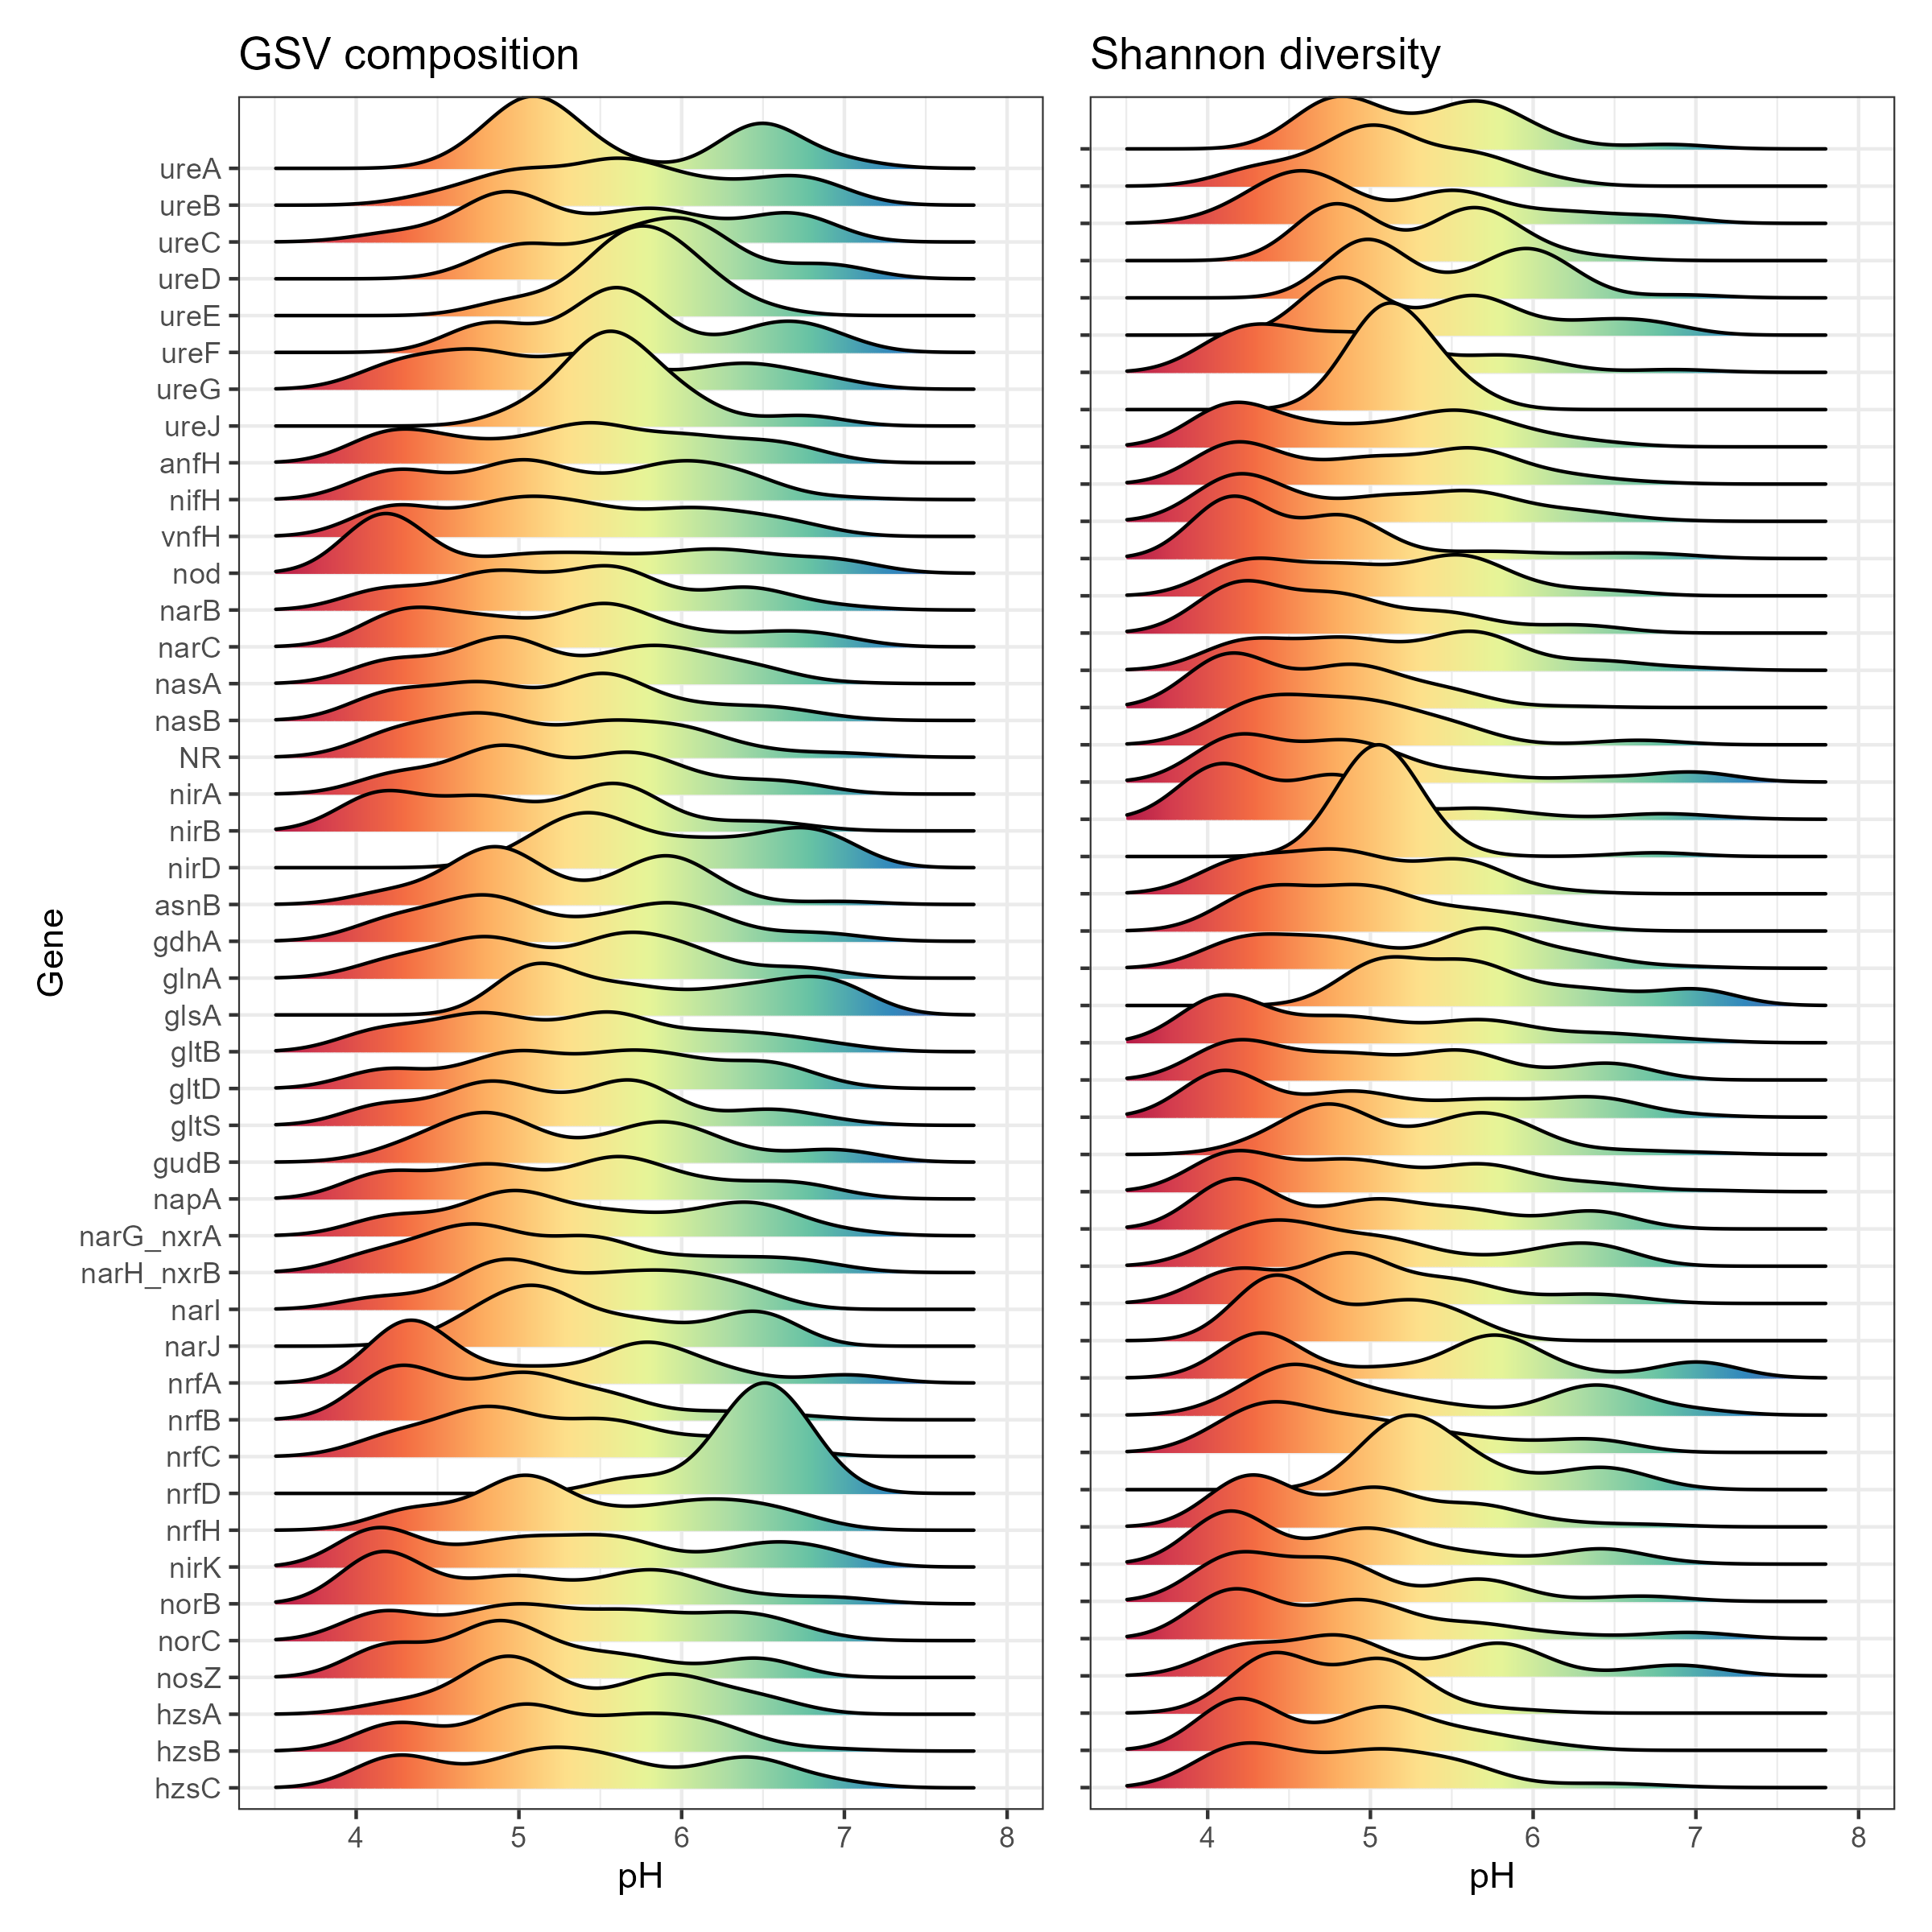 GSV composition
Shannon diversity
Gene
ureA
ureB
ureC
ureD
ureE
ureF
ureG
ureJ
anfH
nifH
vnfH
nod
narB
narC
nasA
nasB
NR
nirA
nirB
nirD
asnB
gdhA
glnA
glsA
gltB
gltD
gltS
gudB
napA
narG_nxrA
narH_nxrB
narI
narJ
nrfA
nrfB
nrfC
nrfD
nrfH
nirK
norB
norC
nosZ
hzsA
hzsB
hzsC
4 5 6 7 8
4 5 6 7 8
pH
pH